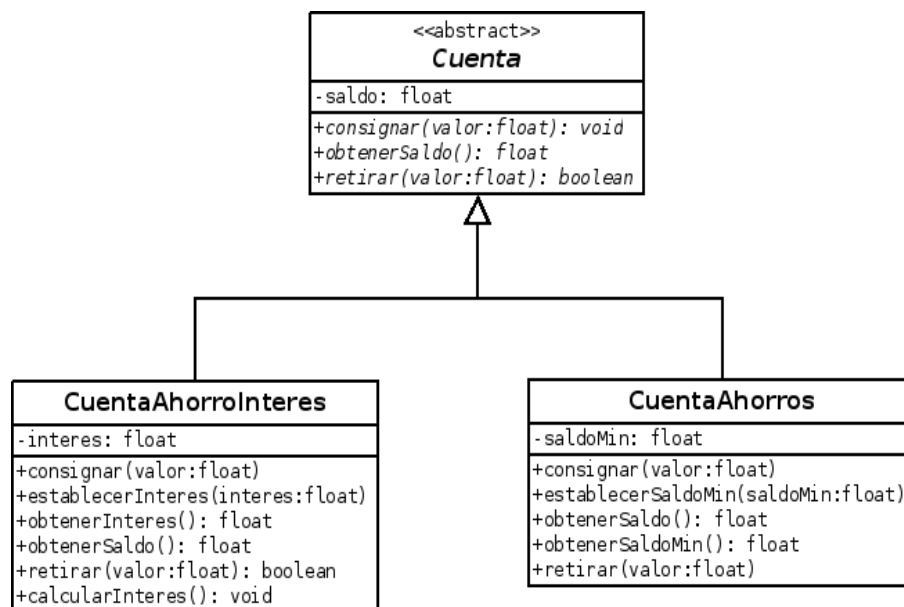 <<abstract>>
Cuenta
-saldo: float
+consignar(valor:float): void
+obtenerSaldo(): float
+retirar(valor:float): boolean
CuentaAhorroInteres
-interes: float
+consignar(valor:float)
+establecerInteres(interes:float)
+obtenerInteres(): float
+obtenerSaldo(): float
+retirar(valor:float): boolean
+calcularInteres(): void
CuentaAhorros
-saldoMin: float
+consignar(valor:float)
+establecerSaldoMin(saldoMin:float)
+obtenerSaldo(): float
+obtenerSaldoMin(): float
+retirar(valor:float)